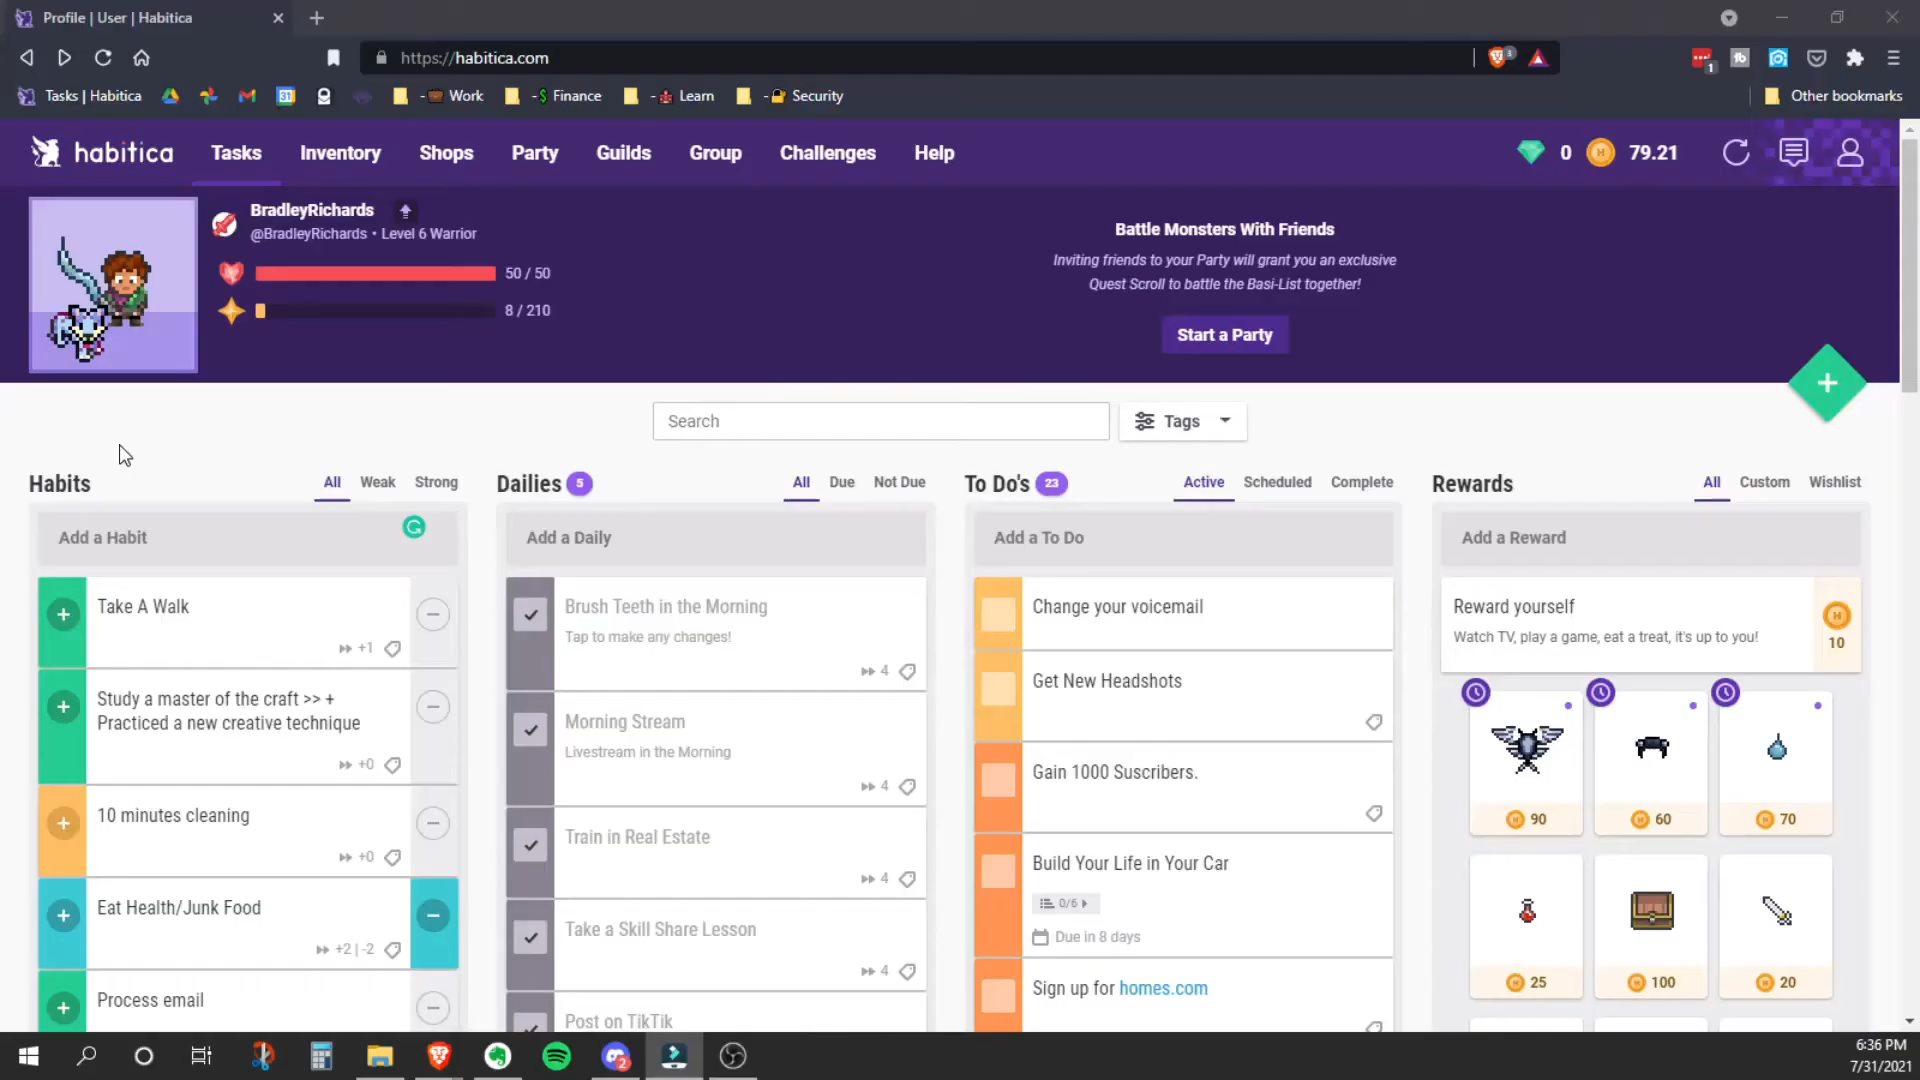 Profile | User | Habitica
https://habitica.com
3
1
Tasks | Habitica
31
- Work
- Finance
- Learn
- Security
Other bookmarks
habitica
Tasks
Inventory
Shops
Party
Guilds
Group
Challenges
Help
0
79.21
BradleyRichards
@BradleyRichards • Level 6 Warrior
50 / 50
8 / 210
Battle Monsters With Friends
Inviting friends to your Party will grant you an exclusive
Quest Scroll to battle the Basi-List together!
Start a Party
Search
Tags
Habits
All
Weak
Strong
Add a Habit
Take A Walk
+1
Study a master of the craft >> +
Practiced a new creative technique
+0
10 minutes cleaning
+0
Eat Health/Junk Food
+2 | -2
Process email
Dailies
5
All
Due
Not Due
Add a Daily
Brush Teeth in the Morning
Tap to make any changes!
4
Morning Stream
Livestream in the Morning
4
Train in Real Estate
4
Take a Skill Share Lesson
4
Post on TikTik
To Do's
23
Active
Scheduled
Complete
Add a To Do
Change your voicemail
Get New Headshots
Gain 1000 Suscribers.
Build Your Life in Your Car
0/6
Due in 8 days
Sign up for homes.com
Rewards
All
Custom
Wishlist
Add a Reward
Reward yourself
Watch TV, play a game, eat a treat, it's up to you!
10
90
60
70
25
100
20
2
6:36 PM
7/31/2021